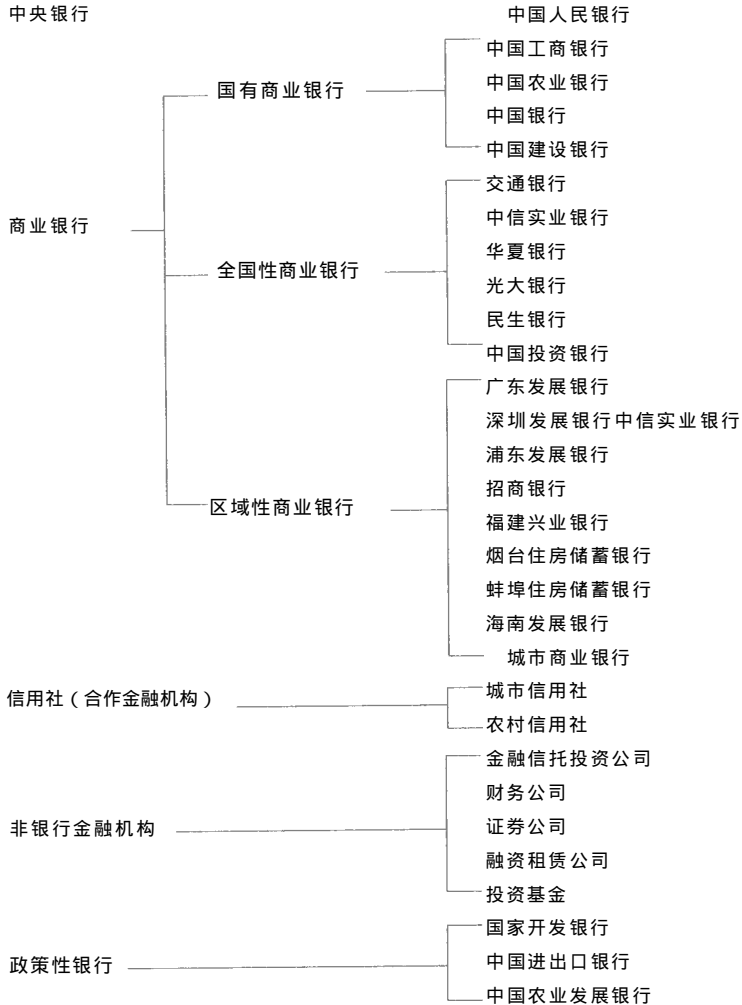 中央银行 中国人民银行
中国工商银行
国有商业银行 中国农业银行
中国银行
中国建设银行
交通银行
商业银行 中信实业银行
华夏银行
全国性商业银行 光大银行
民生银行
中国投资银行
广东发展银行
深圳发展银行中信实业银行
浦东发展银行
区域性商业银行 招商银行
福建兴业银行
烟台住房储蓄银行
蚌埠住房储蓄银行
海南发展银行
城市商业银行
信用社（合作金融机构） 城市信用社
农村信用社
金融信托投资公司
财务公司
非银行金融机构 证券公司
融资租赁公司
投资基金
国家开发银行
政策性银行 中国进出口银行
中国农业发展银行